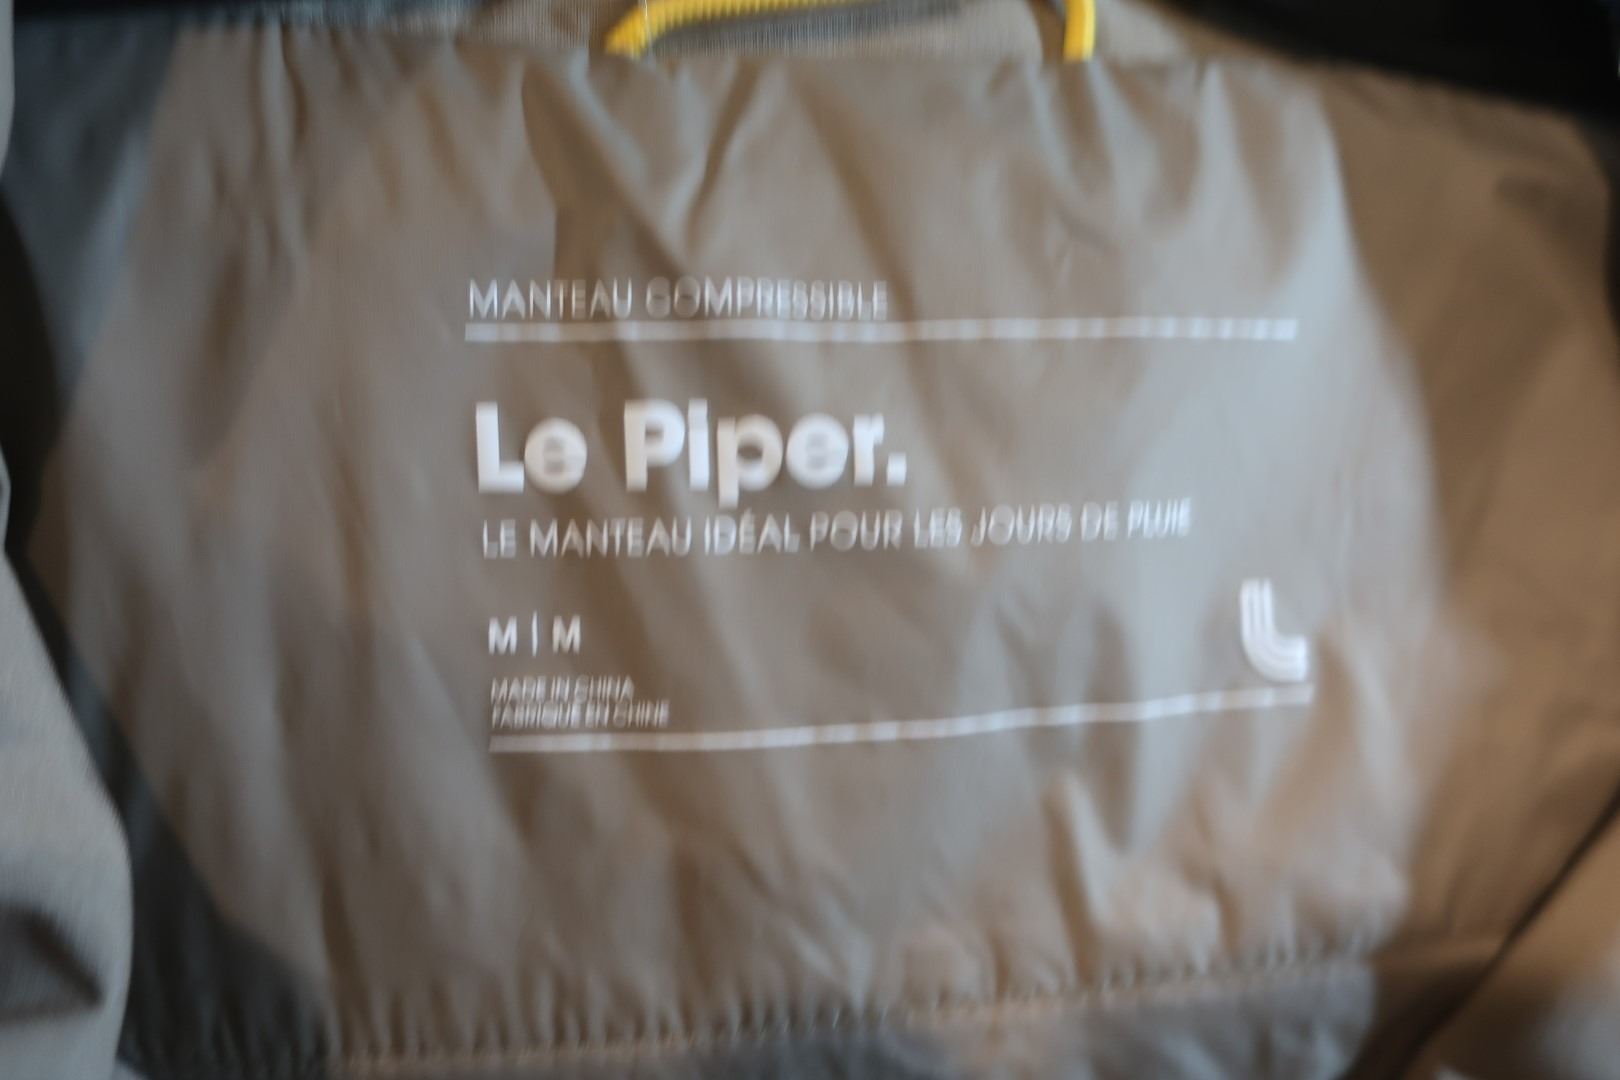 MANTEAU COMPRESSIBLE
Le Piper.
LE MANTEAU IDÉAL POUR LES JOURS DE PLUIE
M | M
MADE IN CHINA
FABRIQUÉ EN CHINE